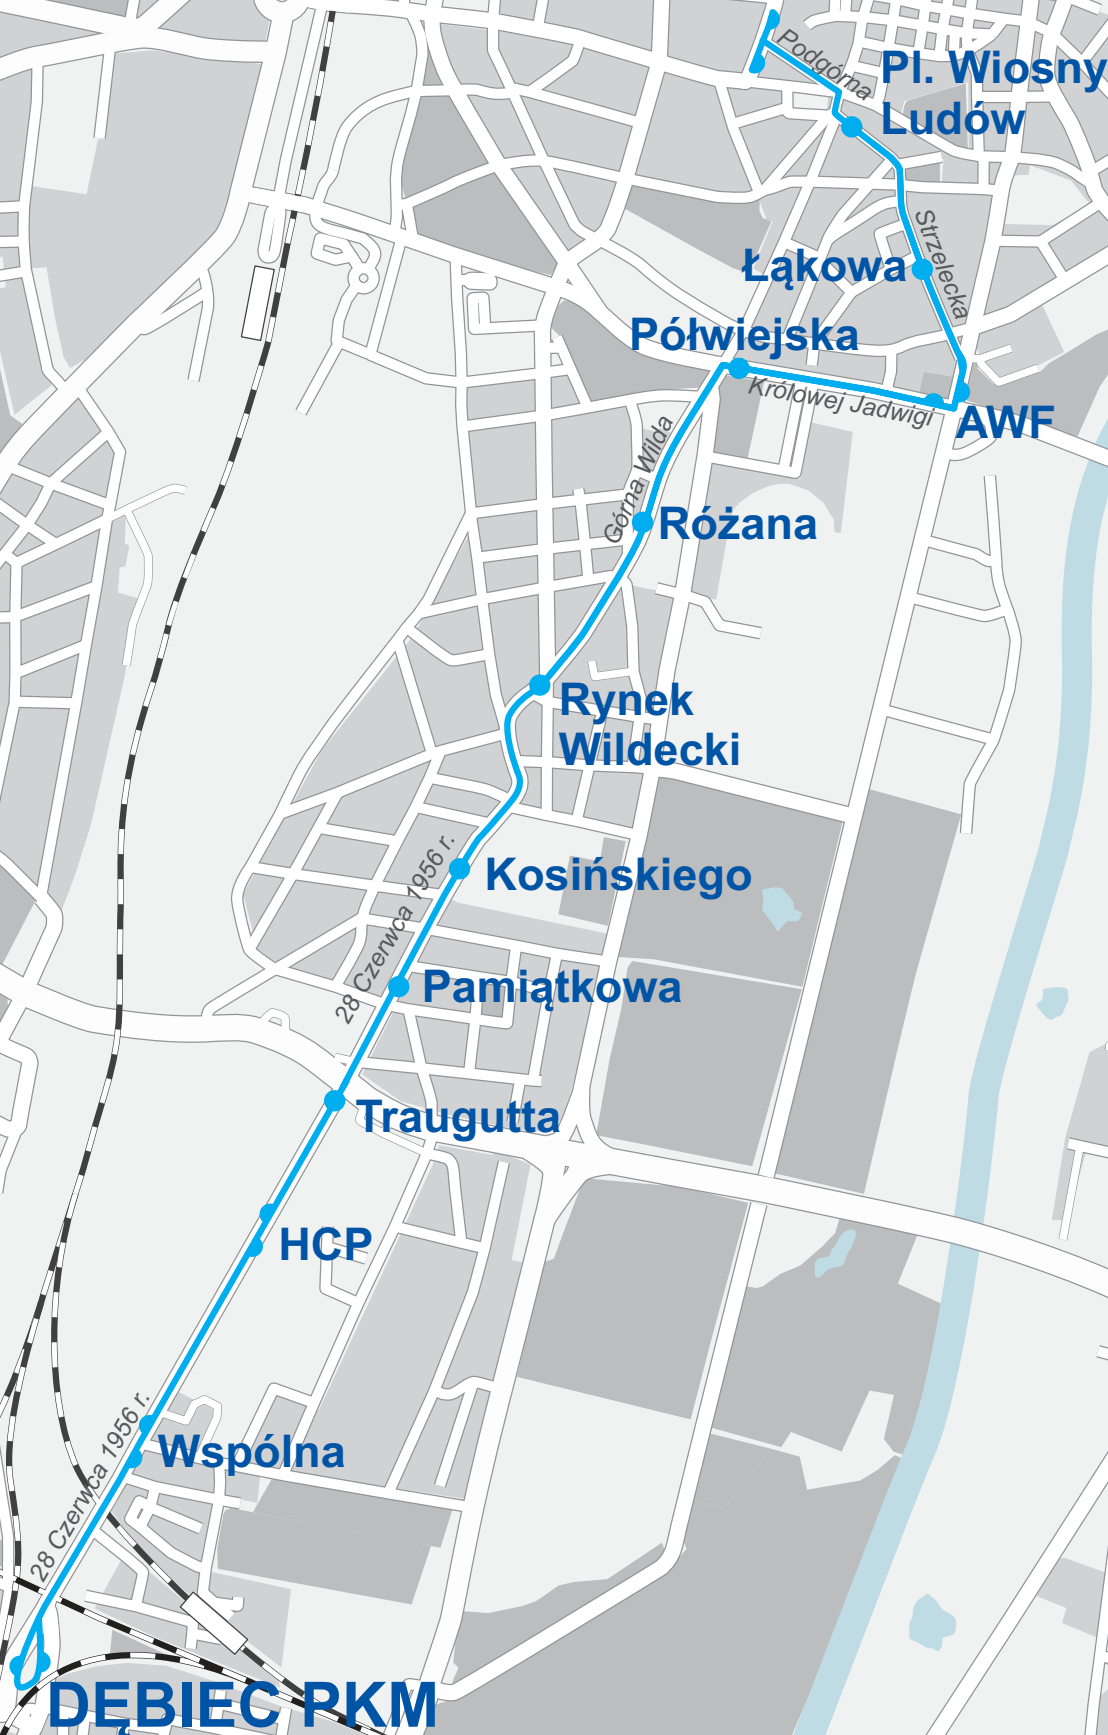 Podgórna
Pl. Wiosny
Ludów
Strzelecka
Łąkowa
Półwiejska
Królowej Jadwigi
AWF
Górna Wilda
Różana
Rynek
Wildecki
28 Czerwca 1956 r.
Kosińskiego
Pamiątkowa
Traugutta
HCP
28 Czerwca 1956 r.
Wspólna
DĘBIEC PKM